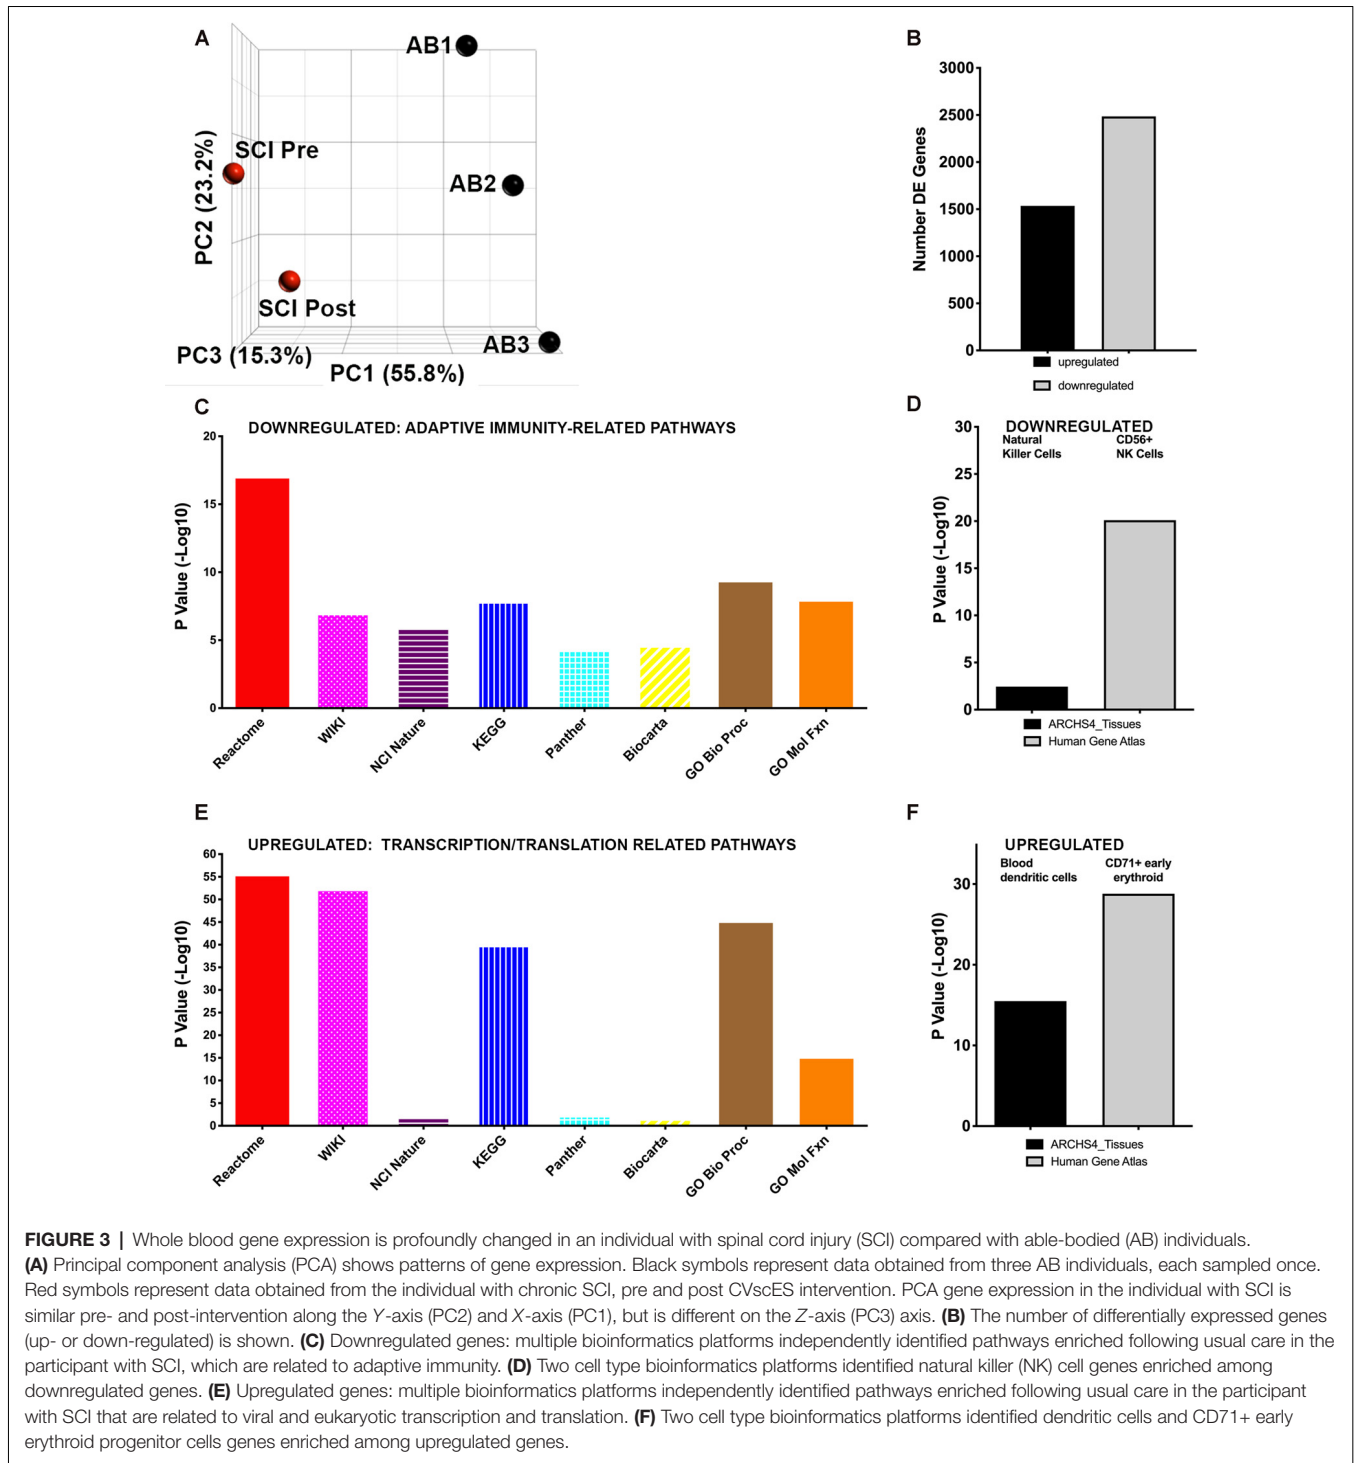 A
AB1
SCI Pre
AB2
PC2 (23.2%)
SCI Post
AB3
PC3 (15.3%)
PC1 (55.8%)
B
3000
2500
2000
1500
1000
500
0
Number DE Genes
upregulated
downregulated
C
DOWNREGULATED: ADAPTIVE IMMUNITY-RELATED PATHWAYS
20
15
10
5
0
P Value (-Log10)
Reactome
WIKI
NCI Nature
KEGG
Panther
Biocarta
GO Bio Proc
GO Mol Fxn
D
DOWNREGULATED
Natural
Killer Cells
CD56+
NK Cells
30
25
20
15
10
5
0
P Value (-Log10)
ARCHS4_Tissues
Human Gene Atlas
E
UPREGULATED: TRANSCRIPTION/TRANSLATION RELATED PATHWAYS
60
55
50
45
40
35
30
25
20
15
10
5
0
P Value (-Log10)
Reactome
WIKI
NCI Nature
KEGG
Panther
Biocarta
GO Bio Proc
GO Mol Fxn
F
UPREGULATED
Blood
dendritic cells
CD71+ early
erythroid
30
20
10
0
P Value (-Log10)
ARCHS4_Tissues
Human Gene Atlas
FIGURE 3 | Whole blood gene expression is profoundly changed in an individual with spinal cord injury (SCI) compared with able-bodied (AB) individuals.
(A) Principal component analysis (PCA) shows patterns of gene expression. Black symbols represent data obtained from three AB individuals, each sampled once.
Red symbols represent data obtained from the individual with chronic SCI, pre and post CVscES intervention. PCA gene expression in the individual with SCI is
similar pre- and post-intervention along the Y-axis (PC2) and X-axis (PC1), but is different on the Z-axis (PC3) axis. (B) The number of differentially expressed genes
(up- or down-regulated) is shown. (C) Downregulated genes: multiple bioinformatics platforms independently identified pathways enriched following usual care in the
participant with SCI, which are related to adaptive immunity. (D) Two cell type bioinformatics platforms identified natural killer (NK) cell genes enriched among
downregulated genes. (E) Upregulated genes: multiple bioinformatics platforms independently identified pathways enriched following usual care in the participant
with SCI that are related to viral and eukaryotic transcription and translation. (F) Two cell type bioinformatics platforms identified dendritic cells and CD71+ early
erythroid progenitor cells genes enriched among upregulated genes.